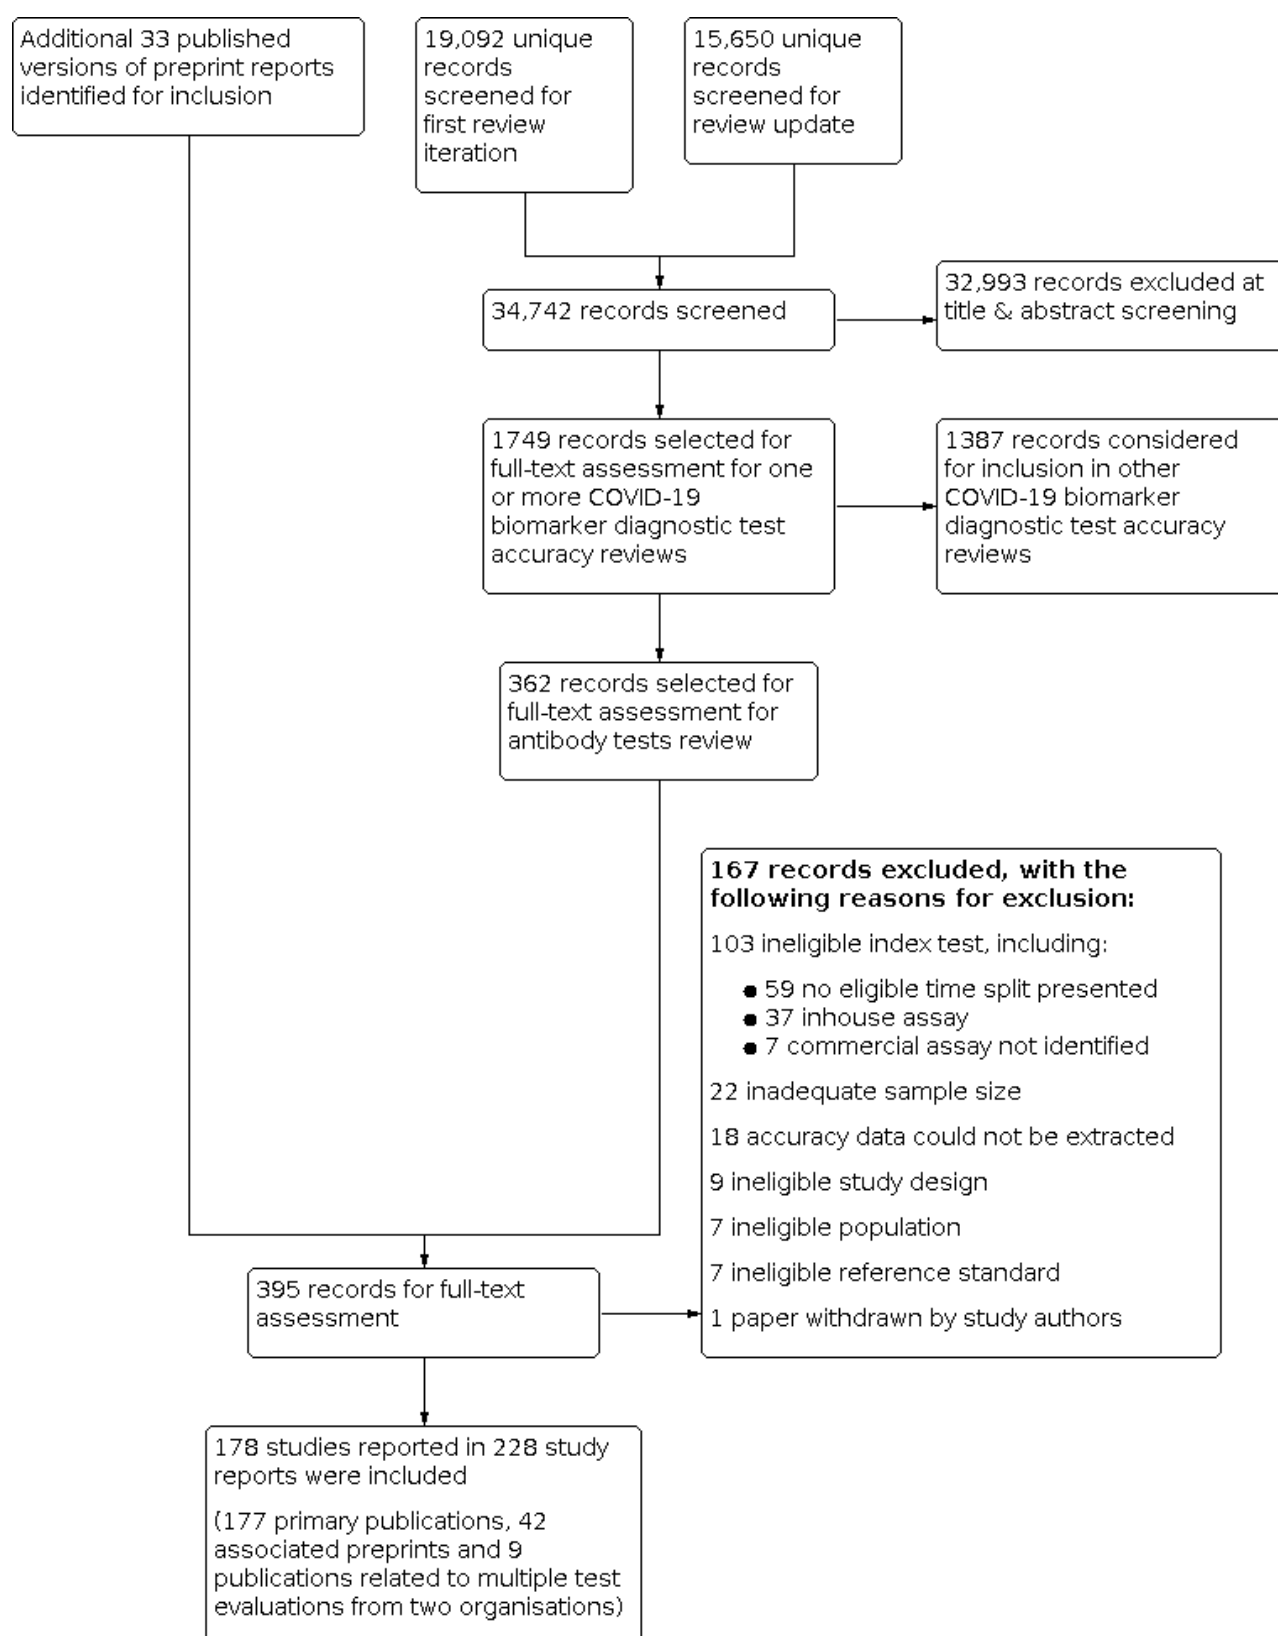 Additional 33 published
versions of preprint reports
identified for inclusion
19,092 unique
records
screened for
first review
iteration
15,650 unique
records
screened for
review update
34,742 records screened
32,993 records excluded at
title & abstract screening
1749 records selected for
full-text assessment for one
or more COVID-19
biomarker diagnostic test
accuracy reviews
1387 records considered
for inclusion in other
COVID-19 biomarker
diagnostic test accuracy
reviews
362 records selected for
full-text assessment for
antibody tests review
167 records excluded, with the
following reasons for exclusion:
103 ineligible index test, including:
● 59 no eligible time split presented
● 37 inhouse assay
● 7 commercial assay not identified
22 inadequate sample size
18 accuracy data could not be extracted
9 ineligible study design
7 ineligible population
7 ineligible reference standard
1 paper withdrawn by study authors
395 records for full-text
assessment
178 studies reported in 228 study
reports were included
(177 primary publications, 42
associated preprints and 9
publications related to multiple test
evaluations from two organisations)